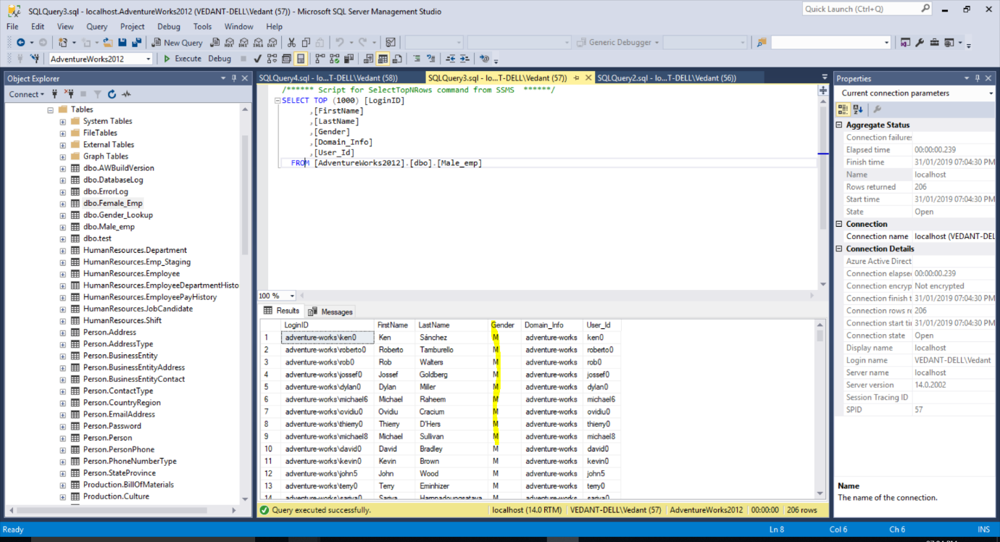 SQLQuery3.sql - localhost.AdventureWorks2012 (VEDANT-DELL\Vedant (57)) - Microsoft SQL Server Management Studio
Quick Launch (Ctrl+Q)
File Edit View Query Project Debug Tools Window Help
New Query Generic Debugger
AdventureWorks2012 Execute Debug
Object Explorer
Connect
Tables
System Tables
FileTables
External Tables
Graph Tables
dbo.AWBuildVersion
dbo.DatabaseLog
dbo.ErrorLog
dbo.Female_Emp
dbo.Gender_Lookup
dbo.Male_emp
dbo.test
HumanResources.Department
HumanResources.Emp_Staging
HumanResources.Employee
HumanResources.EmployeeDepartmentHisto
HumanResources.EmployeePayHistory
HumanResources.JobCandidate
HumanResources.Shift
Person.Address
Person.AddressType
Person.BusinessEntity
Person.BusinessEntityAddress
Person.BusinessEntityContact
Person.ContactType
Person.CountryRegion
Person.EmailAddress
Person.Password
Person.Person
Person.PersonPhone
Person.PhoneNumberType
Person.StateProvince
Production.BillOfMaterials
Production.Culture
SQLQuery4.sql - lo...T-DELL\Vedant (58)) SQLQuery3.sql - lo...T-DELL\Vedant (57)) SQLQuery2.sql - lo...T-DELL\Vedant (56))
/****** Script for SelectTopNRows command from SSMS ******/
SELECT TOP (1000) [LoginID]
,[FirstName]
,[LastName]
,[Gender]
,[Domain_Info]
,[User_Id]
FROM [AdventureWorks2012].[dbo].[Male_emp]
100 %
Results Messages
LoginID FirstName LastName Gender Domain_Info User_Id
1 adventure-works\ken0 Ken Sánchez M adventure-works ken0
2 adventure-works\roberto0 Roberto Tamburello M adventure-works roberto0
3 adventure-works\rob0 Rob Walters M adventure-works rob0
4 adventure-works\jossef0 Jossef Goldberg M adventure-works jossef0
5 adventure-works\dylan0 Dylan Miller M adventure-works dylan0
6 adventure-works\michael6 Michael Raheem M adventure-works michael6
7 adventure-works\ovidiu0 Ovidiu Cracium M adventure-works ovidiu0
8 adventure-works\thierry0 Thierry D'Hers M adventure-works thierry0
9 adventure-works\michael8 Michael Sullivan M adventure-works michael8
10 adventure-works\david0 David Bradley M adventure-works david0
11 adventure-works\kevin0 Kevin Brown M adventure-works kevin0
12 adventure-works\john5 John Wood M adventure-works john5
13 adventure-works\terry0 Terry Eminhizer M adventure-works terry0
14 adventure-works\sariya0 Sariya Harnpadoungsataya M adventure-works sariya0
Query executed successfully. localhost (14.0 RTM) VEDANT-DELL\Vedant (57) AdventureWorks2012 00:00:00 206 rows
Properties
Current connection parameters
Aggregate Status
Connection failures
Elapsed time 00:00:00.239
Finish time 31/01/2019 07:04:30 PM
Name localhost
Rows returned 206
Start time 31/01/2019 07:04:30 PM
State Open
Connection
Connection name localhost (VEDANT-DEL
Connection Details
Azure Active Direct
Connection elapse 00:00:00.239
Connection encryp Not encrypted
Connection finish t 31/01/2019 07:04:30 PM
Connection rows re 206
Connection start ti 31/01/2019 07:04:30 PM
Connection state Open
Display name localhost
Login name VEDANT-DELL\Vedant
Server name localhost
Server version 14.0.2002
Session Tracing ID
SPID 57
Name
The name of the connection.
Ready Ln 8 Col 6 Ch 6 INS